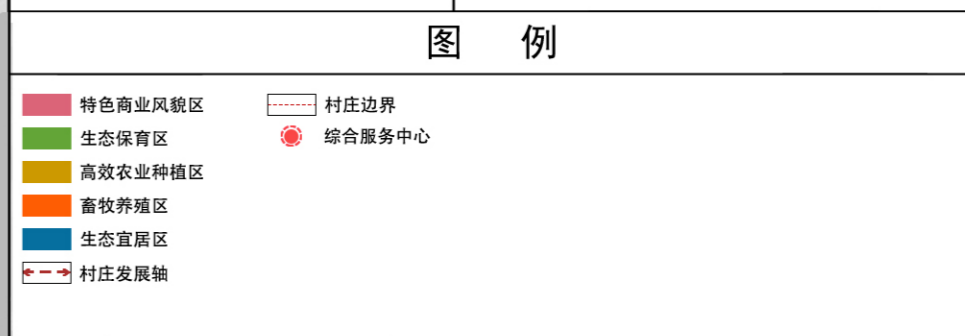 图 例
特色商业风貌区
生态保育区
高效农业种植区
畜牧养殖区
生态宜居区
村庄发展轴
村庄边界
综合服务中心